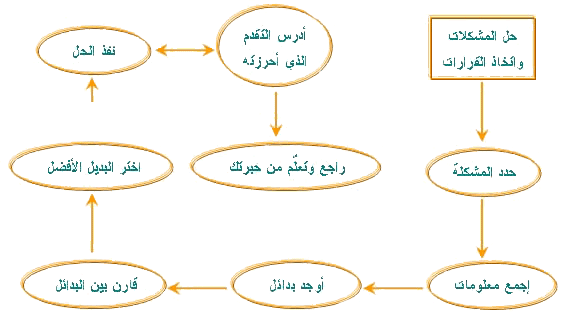 حل المشكلات
واتخاذ القرارات
حدد المشكلة
إجمع معلومات
أوجد بدائل
قارن بين البدائل
اختر البديل الأفضل
نفذ الحل
أدرس التقدم
الذي أحرزته
راجع وتعلّم من خبرتك